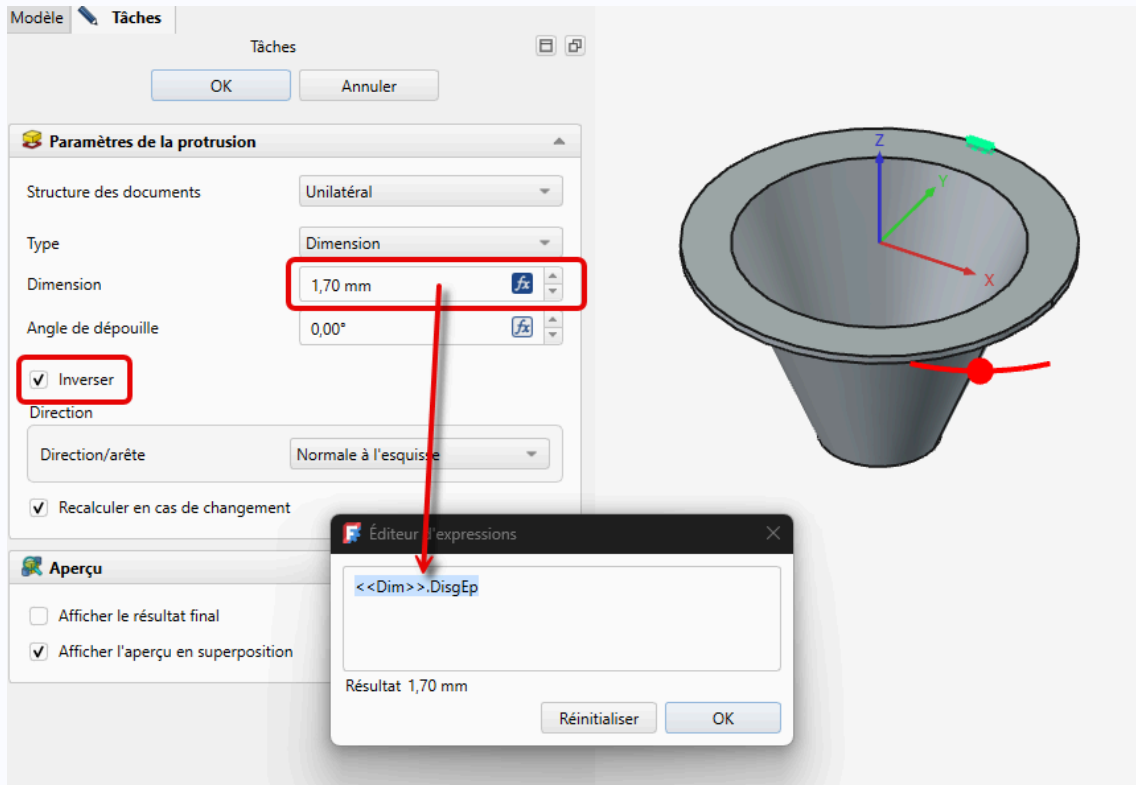 Modèle Tâches
Tâches
OK Annuler
Paramètres de la protrusion
Structure des documents Unilatéral
Type Dimension
Dimension 1,70 mm fx
Angle de dépouille 0,00° fx
Inverser
Direction
Direction/arête Normale à l'esquisse
Recalculer en cas de changement
Aperçu
Afficher le résultat final
Afficher l'aperçu en superposition
Éditeur d'expressions
<<Dim>>.DisgEp
Résultat 1,70 mm
Réinitialiser OK
Z
Y
X